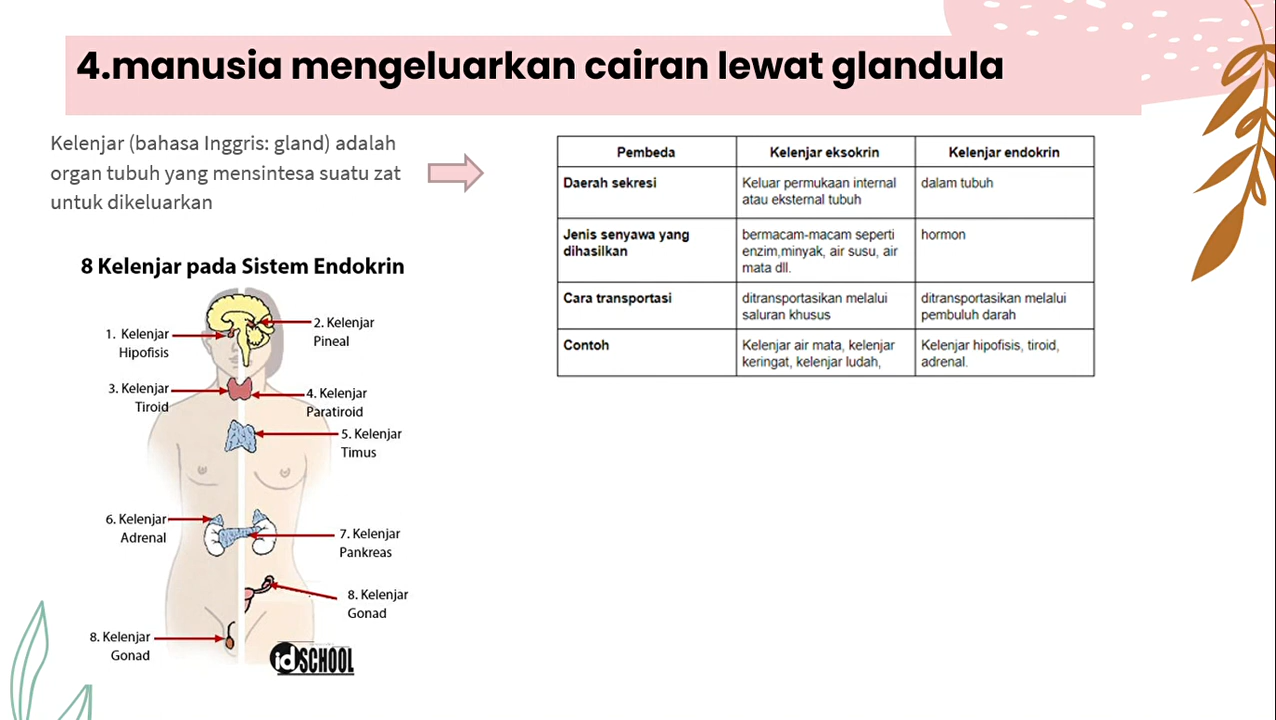 4.manusia mengeluarkan cairan lewat glandula
Kelenjar (bahasa Inggris: gland) adalah
organ tubuh yang mensintesa suatu zat
untuk dikeluarkan
Pembeda
Kelenjar eksokrin
Kelenjar endokrin
Daerah sekresi
Keluar permukaan internal
atau eksternal tubuh
dalam tubuh
Jenis senyawa yang
dihasilkan
bermacam-macam seperti
enzim,minyak, air susu, air
mata dll.
hormon
Cara transportasi
ditransportasikan melalui
saluran khusus
ditransportasikan melalui
pembuluh darah
Contoh
Kelenjar air mata, kelenjar
keringat, kelenjar ludah,
Kelenjar hipofisis, tiroid,
adrenal.
8 Kelenjar pada Sistem Endokrin
1. Kelenjar
Hipofisis
2. Kelenjar
Pineal
3. Kelenjar
Tiroid
4. Kelenjar
Paratiroid
5. Kelenjar
Timus
6. Kelenjar
Adrenal
7. Kelenjar
Pankreas
8. Kelenjar
Gonad
8. Kelenjar
Gonad
idSCHOOL